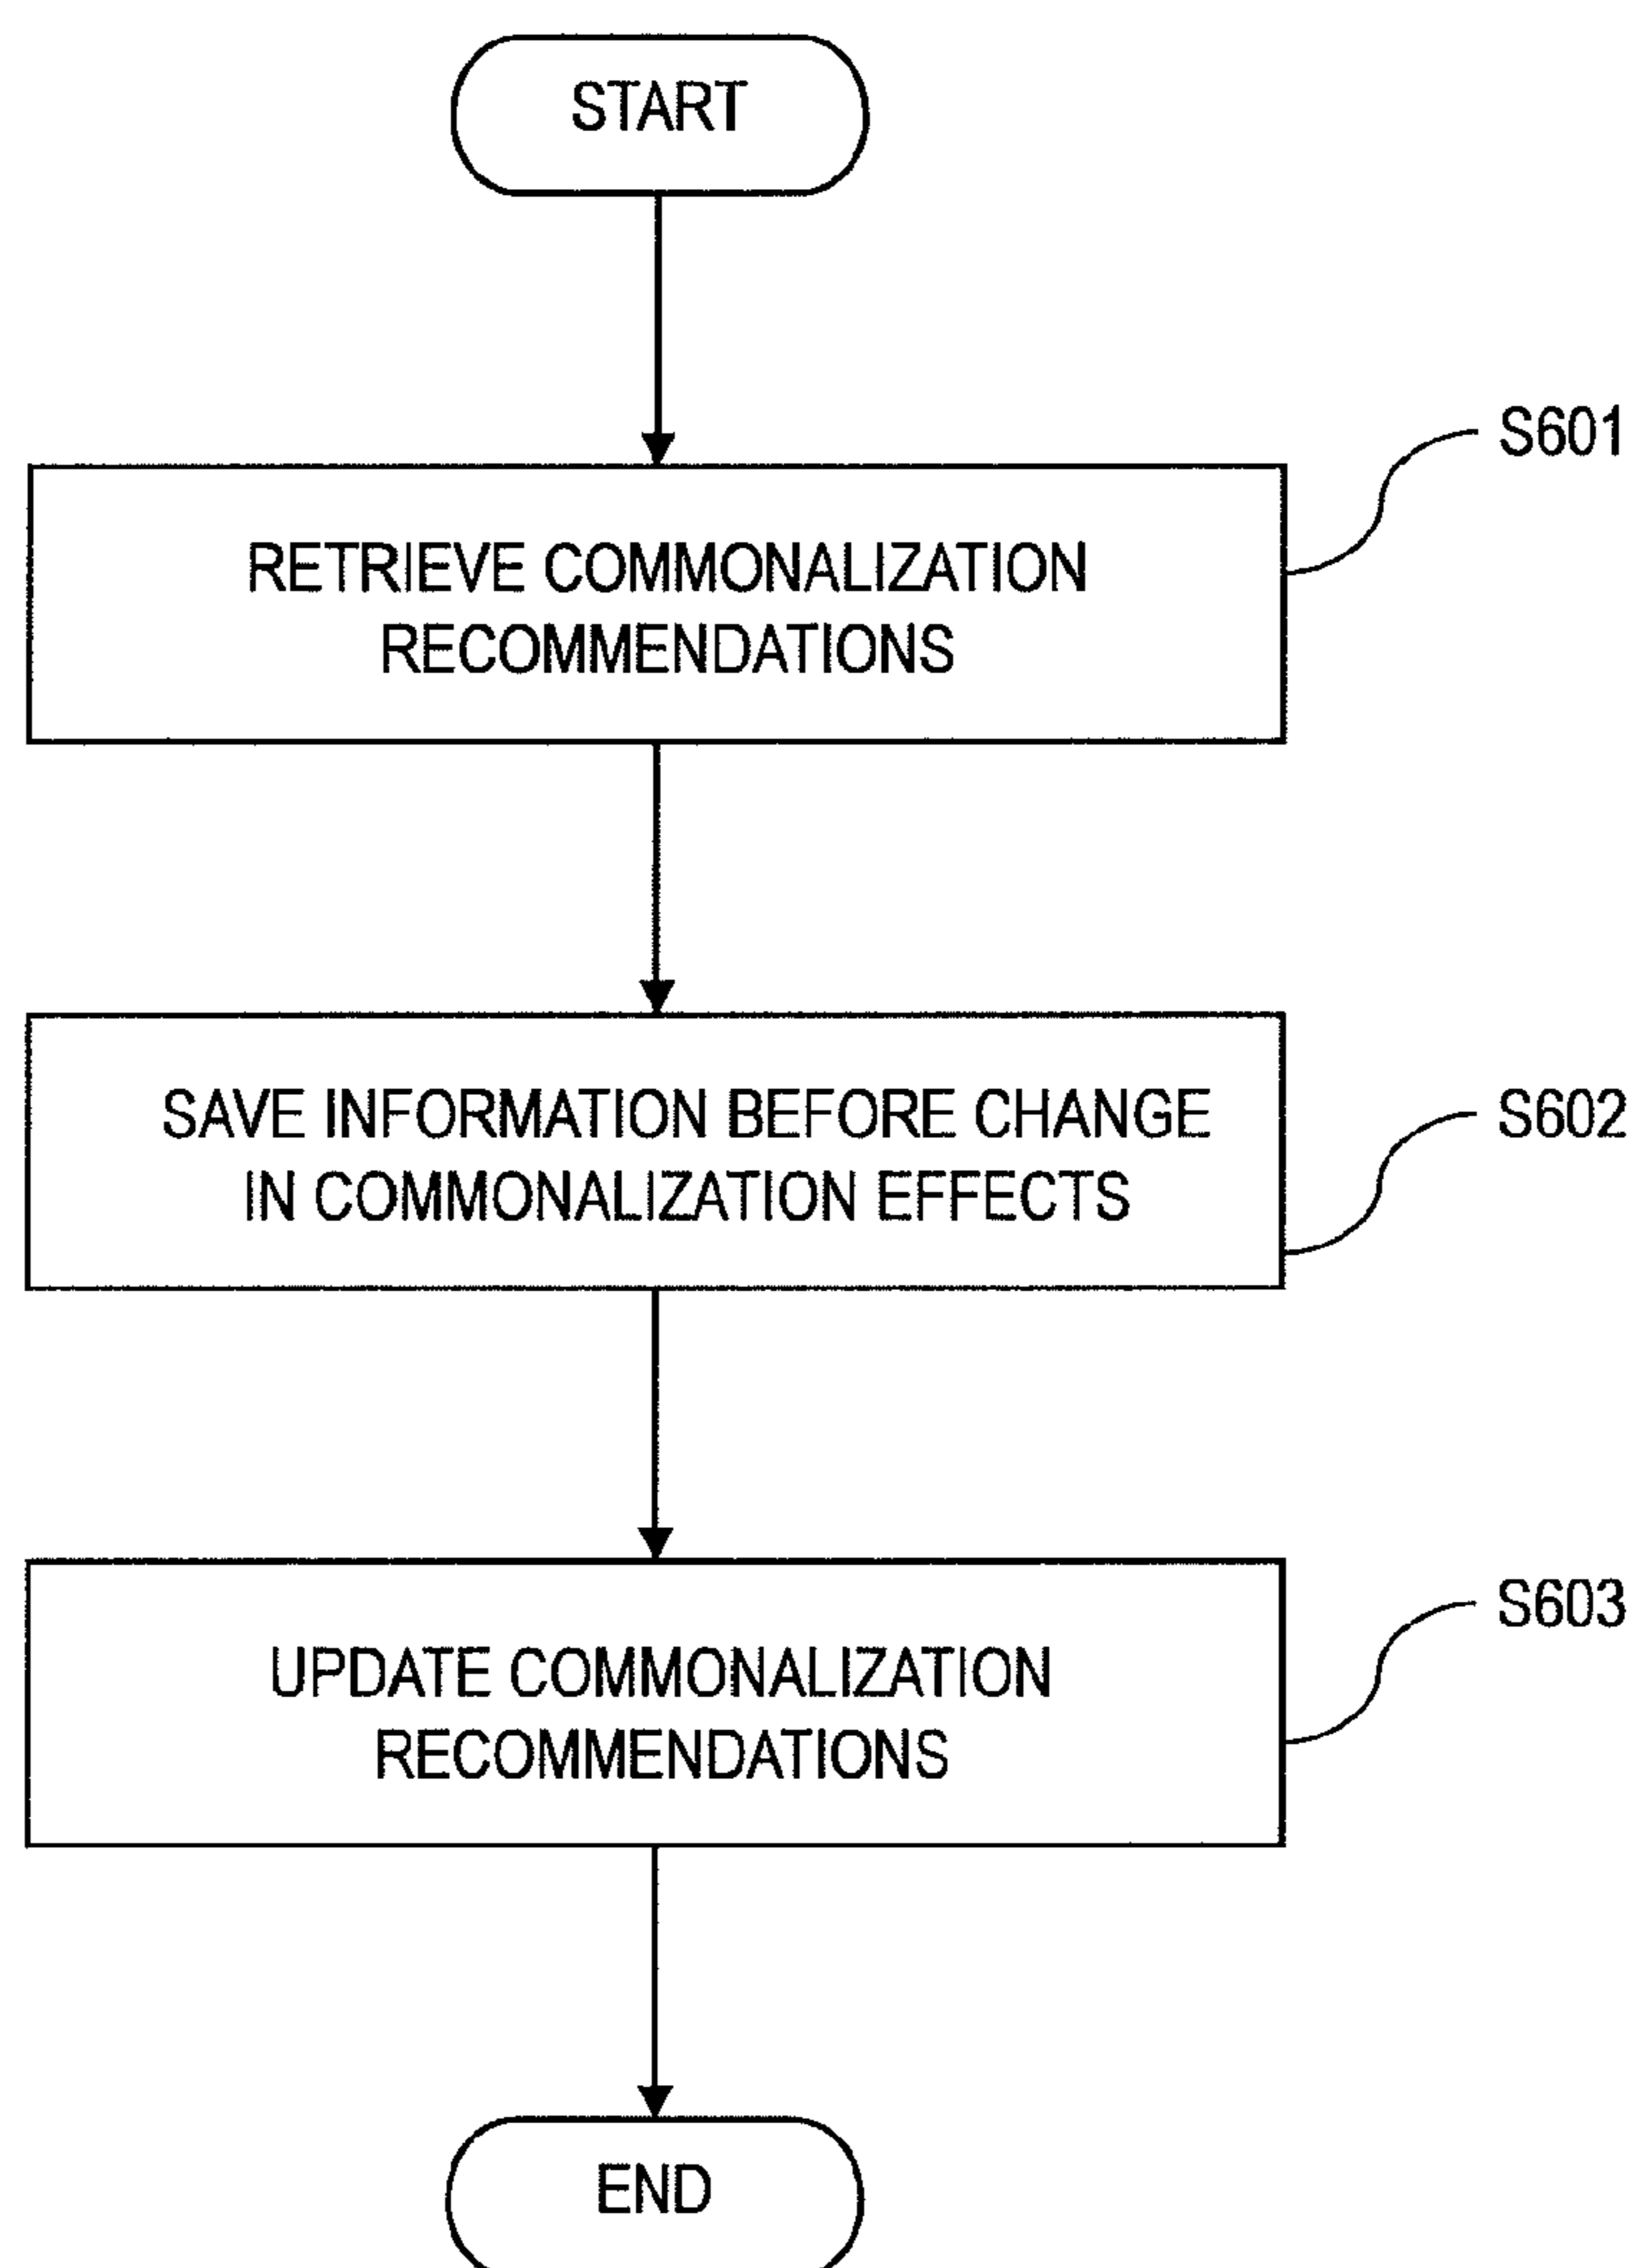 START
S601
RETRIEVE COMMONALIZATION
RECOMMENDATIONS
SAVE INFORMATION BEFORE CHANGE
IN COMMONALIZATION EFFECTS
S602
S603
UPDATE COMMONALIZATION
RECOMMENDATIONS
END